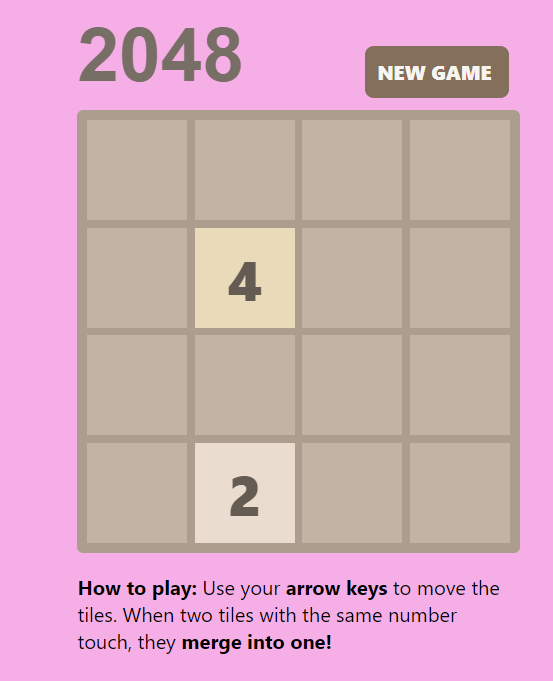 2048
NEW GAME
4
2
How to play: Use your arrow keys to move the
tiles. When two tiles with the same number
touch, they merge into one!